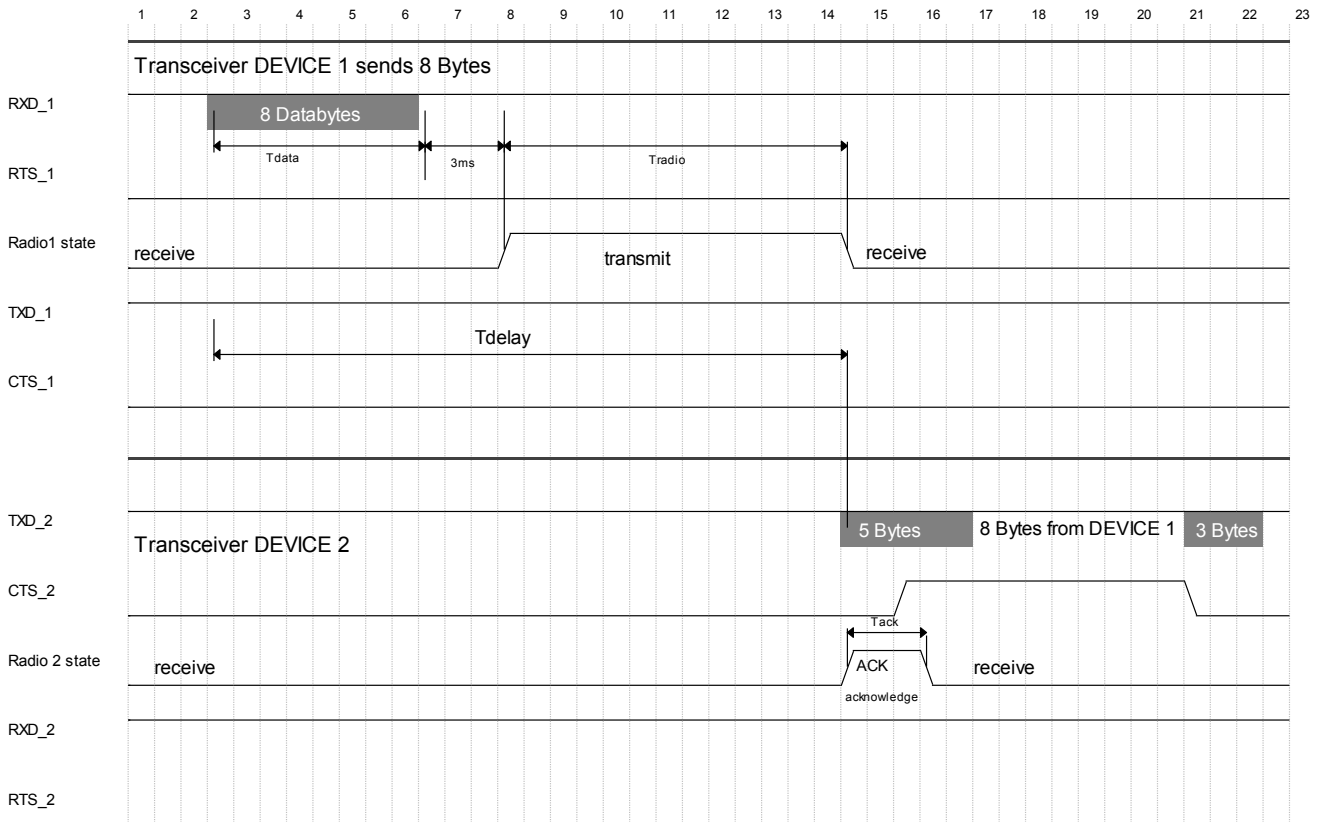 1 2 3 4 5 6 7 8 9 10 11 12 13 14 15 16 17 18 19 20 21 22 23
Transceiver DEVICE 1 sends 8 Bytes
RXD_1
8 Databytes
Tdata
3ms
Tradio
RTS_1
Radio1 state
receive
transmit
receive
TXD_1
Tdelay
CTS_1
TXD_2
5 Bytes
8 Bytes from DEVICE 1
3 Bytes
Transceiver DEVICE 2
CTS_2
Tack
Radio 2 state
receive
ACK
receive
acknowledge
RXD_2
RTS_2